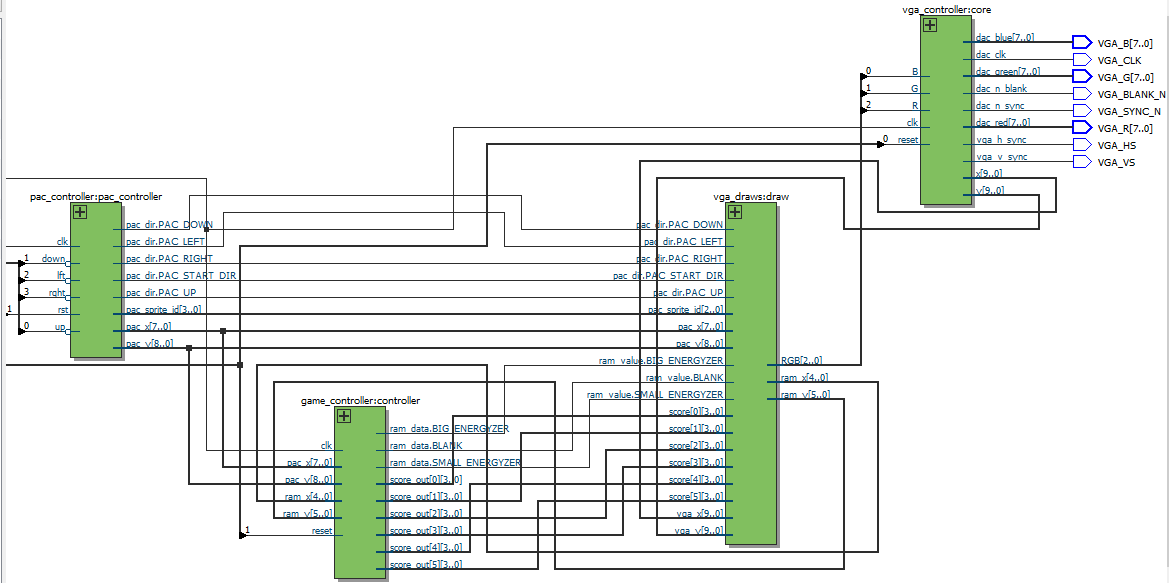 vga_controller:core
B
G
R
clk
reset
0
1
2
0
dac_blue[7..0]
dac_clk
dac_green[7..0]
dac_n_blank
dac_n_sync
dac_red[7..0]
vga_h_sync
vga_v_sync
x[9..0]
y[9..0]
VGA_B[7..0]
VGA_CLK
VGA_G[7..0]
VGA_BLANK_N
VGA_SYNC_N
VGA_R[7..0]
VGA_HS
VGA_VS
pac_controller:pac_controller
clk
down
lft
rght
rst
up
1
2
3
1
0
pac_dir.PAC_DOWN
pac_dir.PAC_LEFT
pac_dir.PAC_RIGHT
pac_dir.PAC_START_DIR
pac_dir.PAC_UP
pac_sprite_id[3..0]
pac_x[7..0]
pac_y[8..0]
vga_draws:draw
pac_dir.PAC_DOWN
pac_dir.PAC_LEFT
pac_dir.PAC_RIGHT
pac_dir.PAC_START_DIR
pac_dir.PAC_UP
pac_sprite_id[2..0]
pac_x[7..0]
pac_y[8..0]
ram_value.BIG_ENERGYZER
ram_value.BLANK
ram_value.SMALL_ENERGYZER
score[0][3..0]
score[1][3..0]
score[2][3..0]
score[3][3..0]
score[4][3..0]
score[5][3..0]
vga_x[9..0]
vga_y[9..0]
RGB[2..0]
ram_x[4..0]
ram_y[5..0]
game_controller:controller
clk
pac_x[7..0]
pac_y[8..0]
ram_x[4..0]
ram_y[5..0]
reset
1
ram_data.BIG_ENERGYZER
ram_data.BLANK
ram_data.SMALL_ENERGYZER
score_out[0][3..0]
score_out[1][3..0]
score_out[2][3..0]
score_out[3][3..0]
score_out[4][3..0]
score_out[5][3..0]